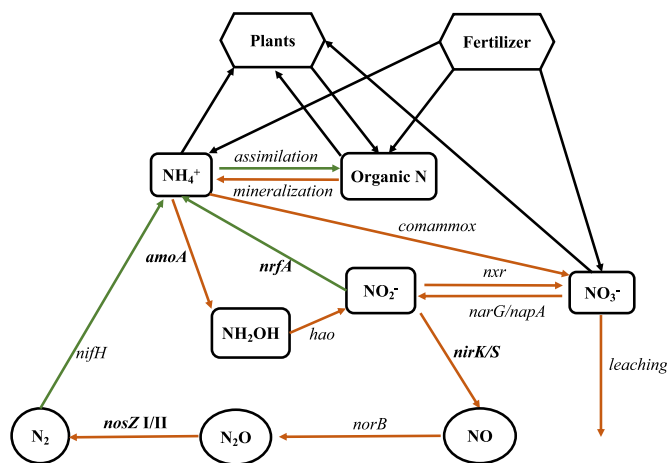 Plants
Fertilizer
assimilation
NH₄⁺
Organic N
mineralization
comammox
amoA
nrfA
nxr
NO₂⁻
NO₃⁻
narG/napA
NH₂OH
hao
nifH
nirK/S
leaching
nosZ I/II
norB
N₂
N₂O
NO